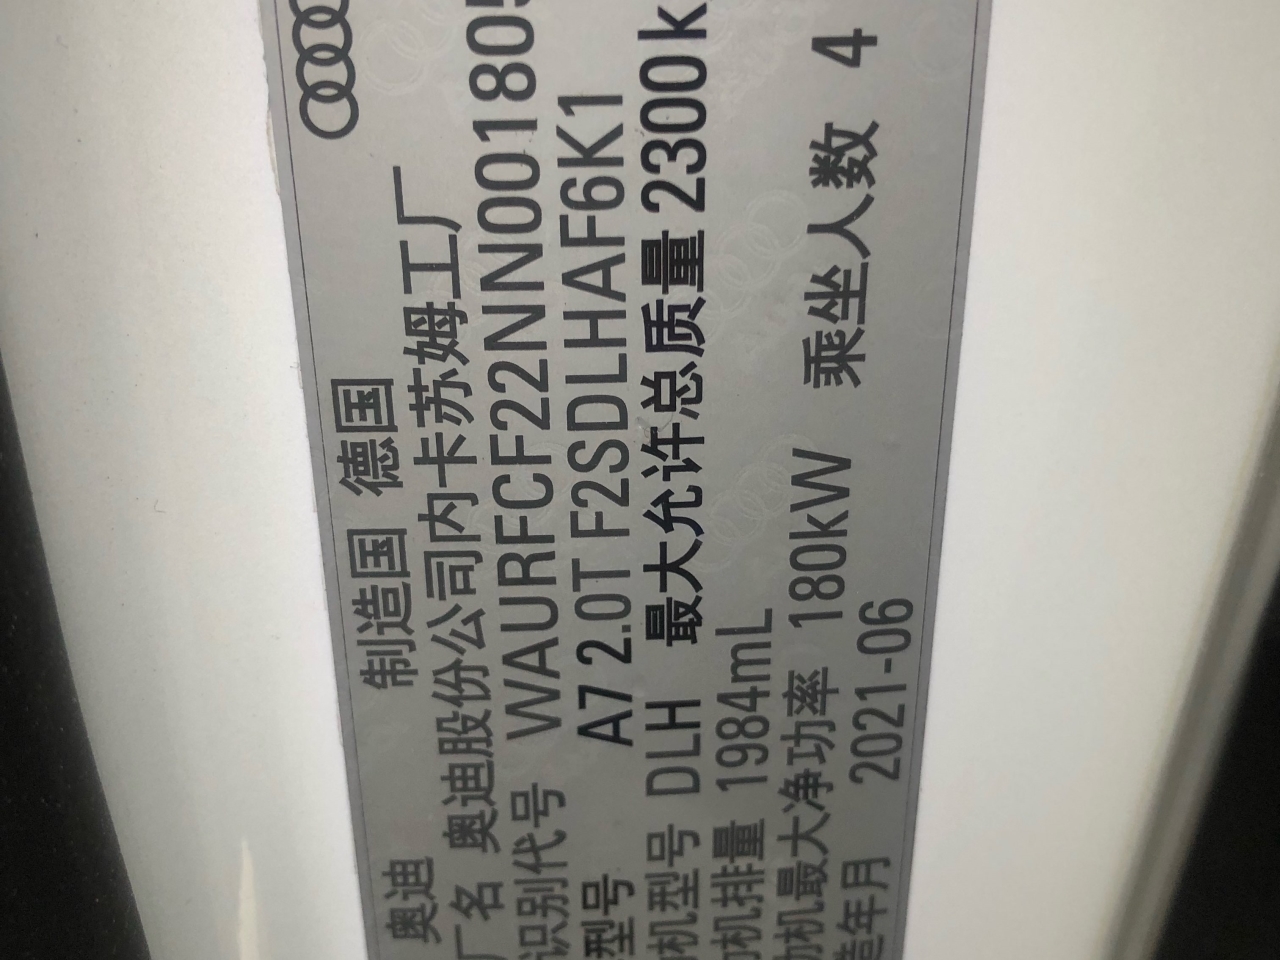 奥迪 制造国 德国
厂名 奥迪股份公司内卡苏姆工厂
识别代号 WAURFCF22NN001805
型号 A7 2.0T F2SDLHAF6K1
机型号 DLH 最大允许总质量 2300k
机排量 1984mL
机最大净功率 180kW 乘坐人数 4
造年月 2021-06